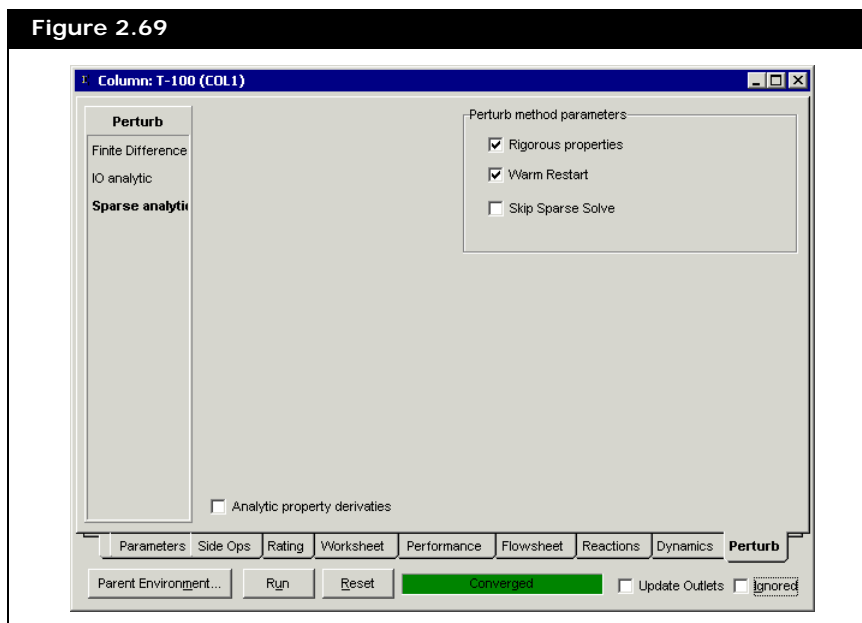 Figure 2.69
Column: T-100 (COL1)
Perturb
Finite Difference
IO analytic
Sparse analyti
Perturb method parameters
Rigorous properties
Warm Restart
Skip Sparse Solve
Analytic property derivaties
Parameters Side Ops Rating Worksheet Performance Flowsheet Reactions Dynamics Perturb
Parent Environment... Run Reset Converged Update Outlets Ignored